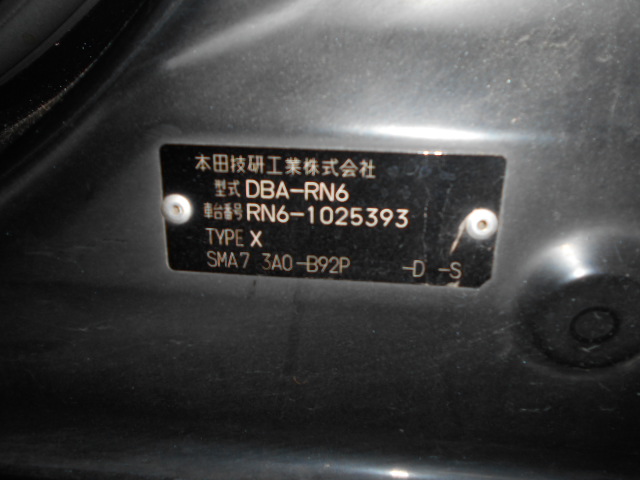 本田技研工業株式会社
型式 DBA-RN6
車台番号 RN6-1025393
TYPE X
SMA7 3A0-B92P -D -S